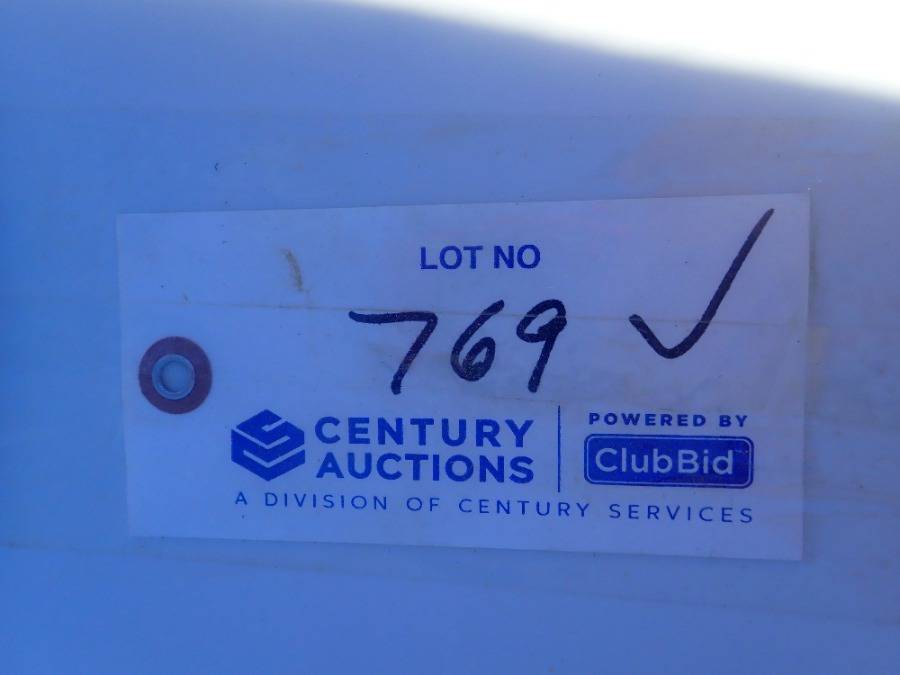 LOT NO
769 ✓
CENTURY AUCTIONS
A DIVISION OF CENTURY SERVICES
POWERED BY
ClubBid